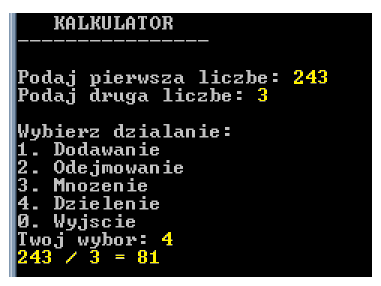 KALKULATOR
-----------------
Podaj pierwsza liczbe: 243
Podaj druga liczbe: 3
Wybierz dzialanie:
1. Dodawanie
2. Odejmowanie
3. Mnozenie
4. Dzielenie
0. Wyjscie
Twoj wybor: 4
243 / 3 = 81